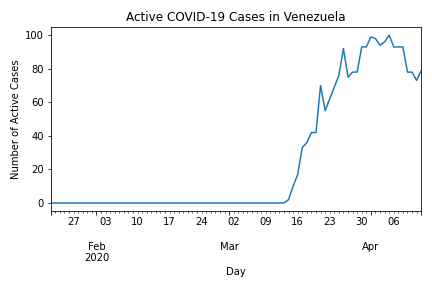 Active COVID-19 Cases in Venezuela
Number of Active Cases
100
80
60
40
20
0
27 03 10 17 24 02 09 16 23 30 06
Feb Mar Apr
2020
Day